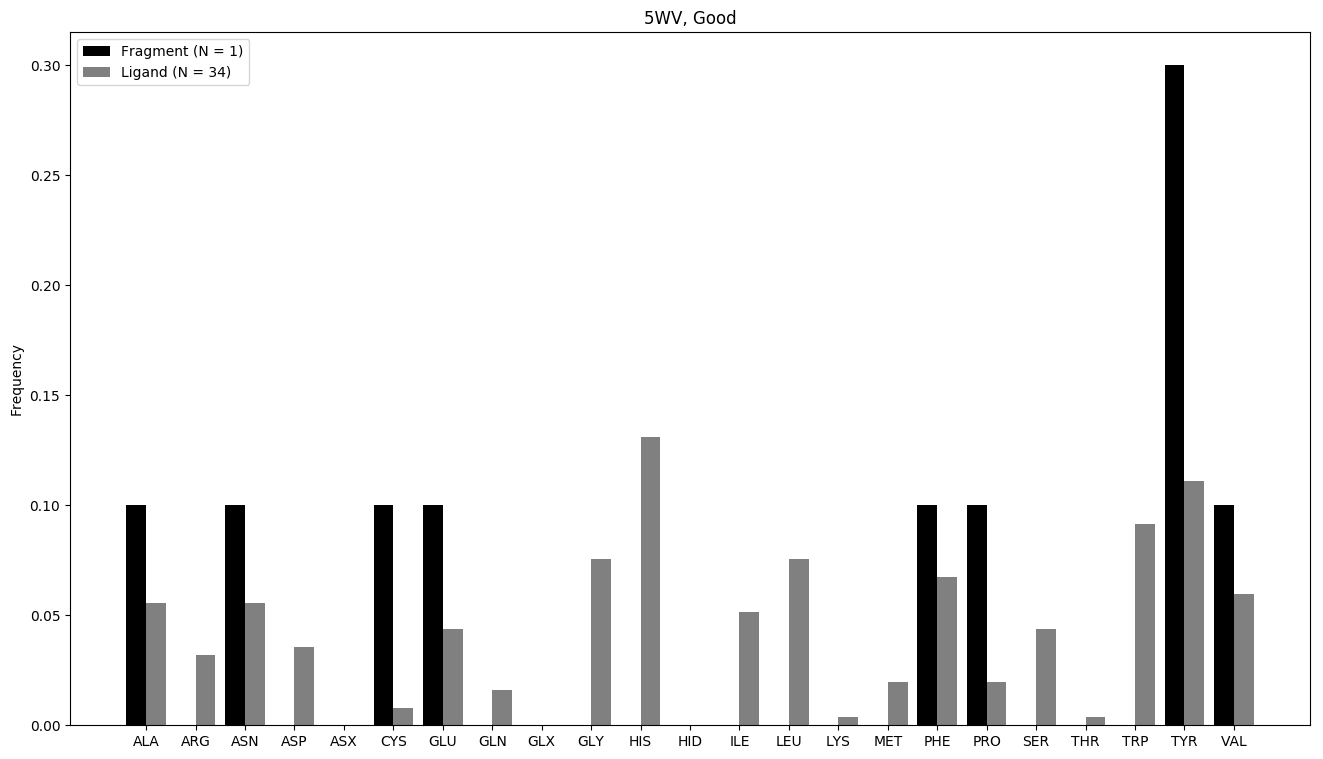 5WV, Good
Fragment (N = 1)
Ligand (N = 34)
Frequency
0.30
0.25
0.20
0.15
0.10
0.05
0.00
ALA ARG ASN ASP ASX CYS GLU GLN GLX GLY HIS HID ILE LEU LYS MET PHE PRO SER THR TRP TYR VAL